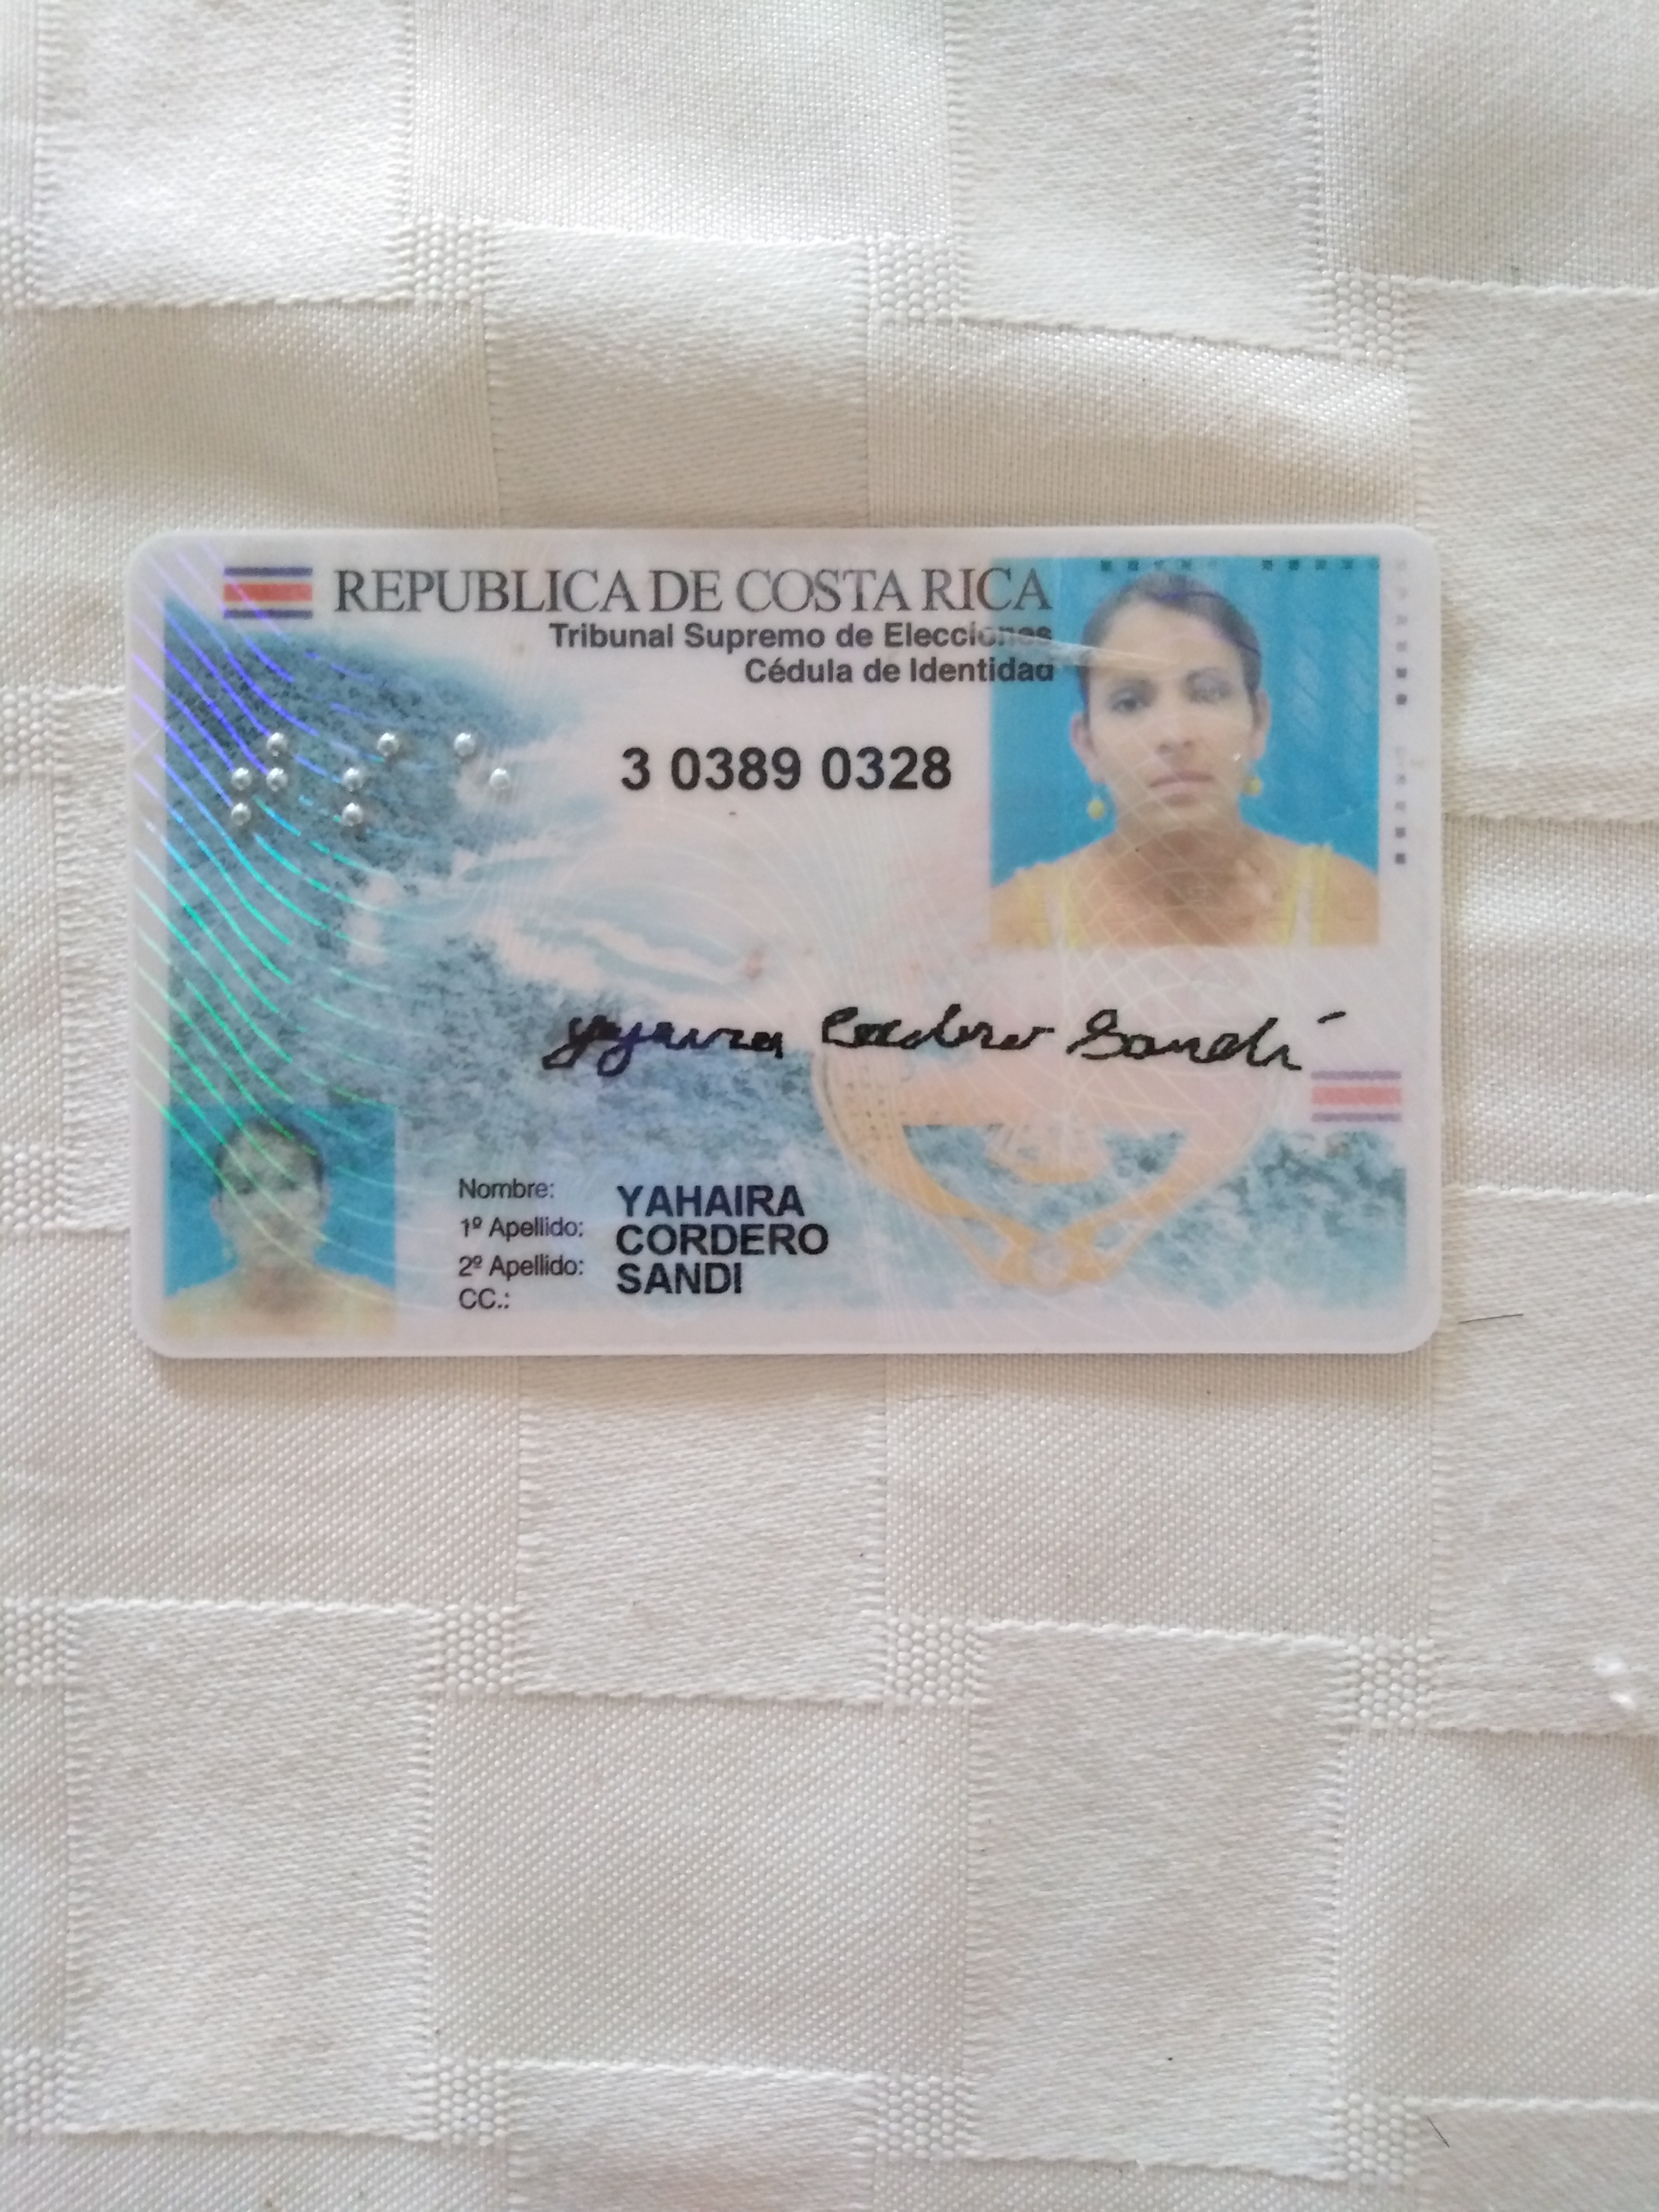 REPUBLICA DE COSTA RICA
Tribunal Supremo de Elecciones
Cédula de Identidad
3 0389 0328
Cordero Sandí
Nombre: YAHAIRA
1º Apellido: CORDERO
2º Apellido: SANDI
CC.: